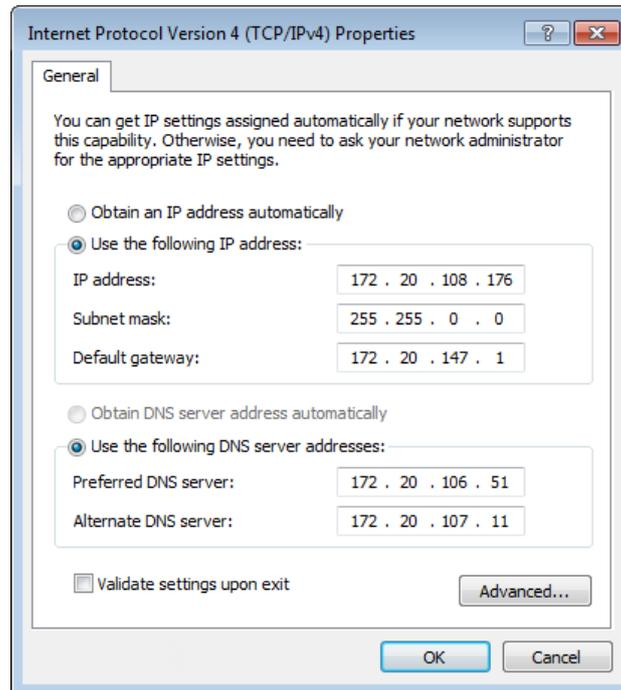 Internet Protocol Version 4 (TCP/IPv4) Properties
General
You can get IP settings assigned automatically if your network supports
this capability. Otherwise, you need to ask your network administrator
for the appropriate IP settings.
Obtain an IP address automatically
Use the following IP address:
IP address: 172 . 20 . 108 . 176
Subnet mask: 255 . 255 . 0 . 0
Default gateway: 172 . 20 . 147 . 1
Obtain DNS server address automatically
Use the following DNS server addresses:
Preferred DNS server: 172 . 20 . 106 . 51
Alternate DNS server: 172 . 20 . 107 . 11
Validate settings upon exit
Advanced...
OK Cancel